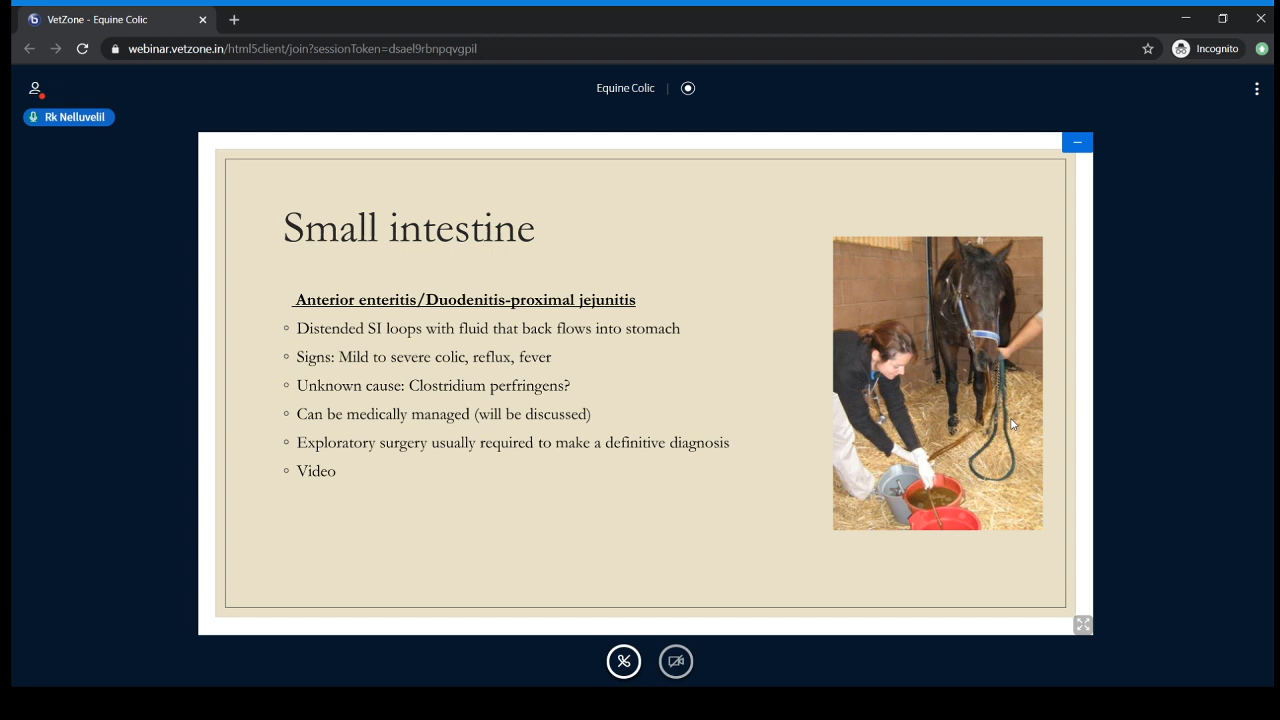 VetZone - Equine Colic
webinar.vetzone.in/html5client/join?sessionToken=dsael9rbnpqvgpil
Incognito
Equine Colic
Rk Nelluvelil
Small intestine
Anterior enteritis/Duodenitis-proximal jejunitis
Distended SI loops with fluid that back flows into stomach
Signs: Mild to severe colic, reflux, fever
Unknown cause: Clostridium perfringens?
Can be medically managed (will be discussed)
Exploratory surgery usually required to make a definitive diagnosis
Video